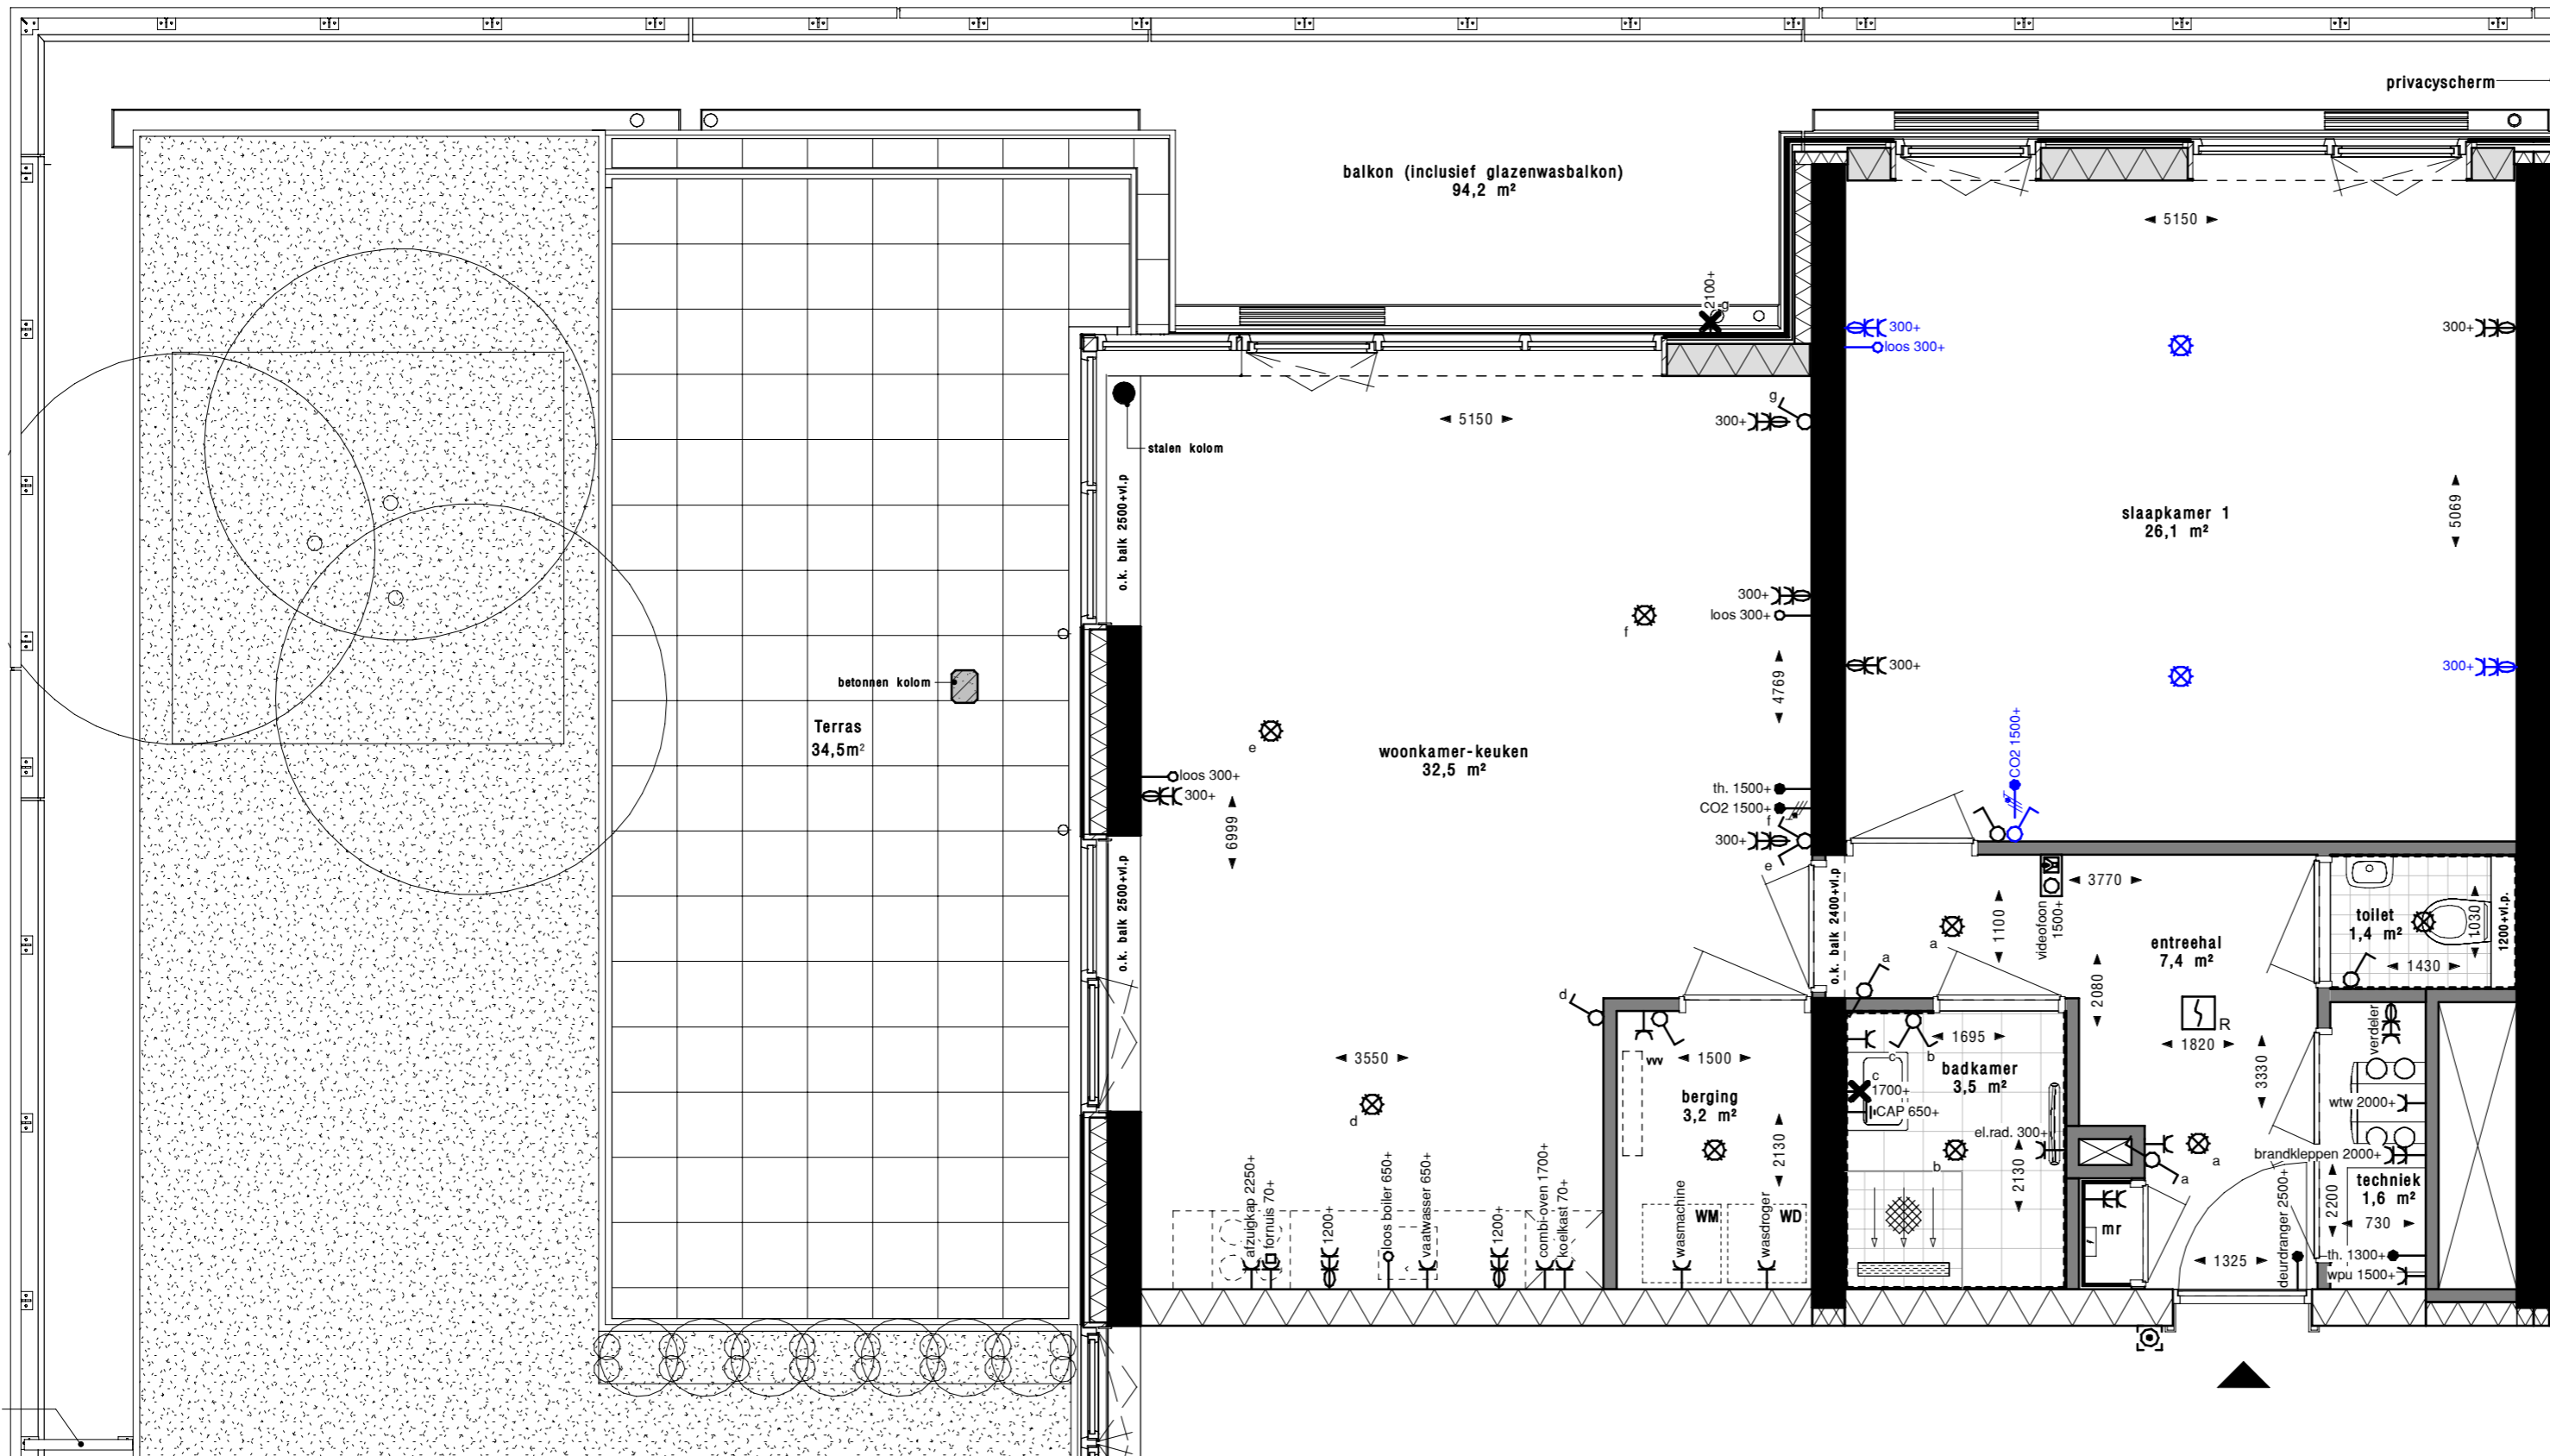 privacyscherm
balkon (inclusief glazenwasbalkon)
94,2 m²
5150
2100+
g
300+
loos 300+
300+
5150
g
300+
stalen kolom
o.k. balk 2500+vl.p
slaapkamer 1
26,1 m²
5069
300+
loos 300+
f
300+
300+
4769
betonnen kolom
Terras
34,5m²
e
woonkamer-keuken
32,5 m²
CO2 1500+
loos 300+
300+
6999
th. 1500+
CO2 1500+
f
300+
e
o.k. balk 2500+vl.p
o.k. balk 2400+vl.p
3770
videofoon
1500+
1100
a
a
toilet
1,4 m²
1030
1200+vl.p.
1430
entreehal
7,4 m²
2080
R
1820
3330
verdeler
d
3550
d
vvv
1500
berging
3,2 m²
2130
c
b
1695
badkamer
3,5 m²
c
1700+
CAP 650+
el.rad. 300+
b
2130
wtw 2000+
brandkleppen 2000+
a
a
techniek
1,6 m²
2200
730
mr
th. 1300+
wpu 1500+
deurdranger 2500+
1325
afzuigkap 2250+
fornuis 70+
1200+
loos boiler 650+
vaatwasser 650+
1200+
combi-oven 1700+
koelkast 70+
wasmachine
WM
wasdroger
WD